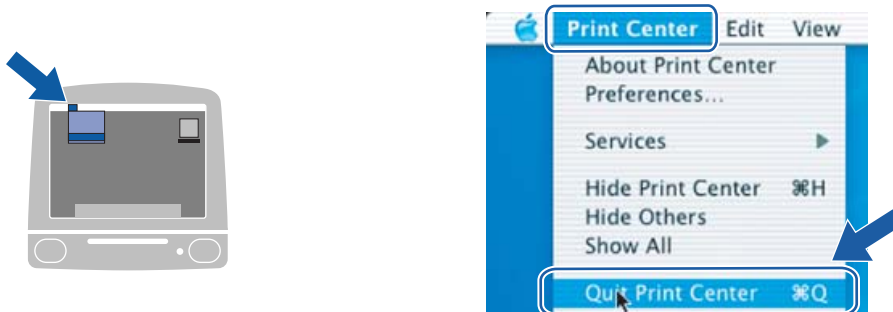 Print Center Edit View
About Print Center
Preferences...
Services
Hide Print Center ⌘H
Hide Others
Show All
Quit Print Center ⌘Q